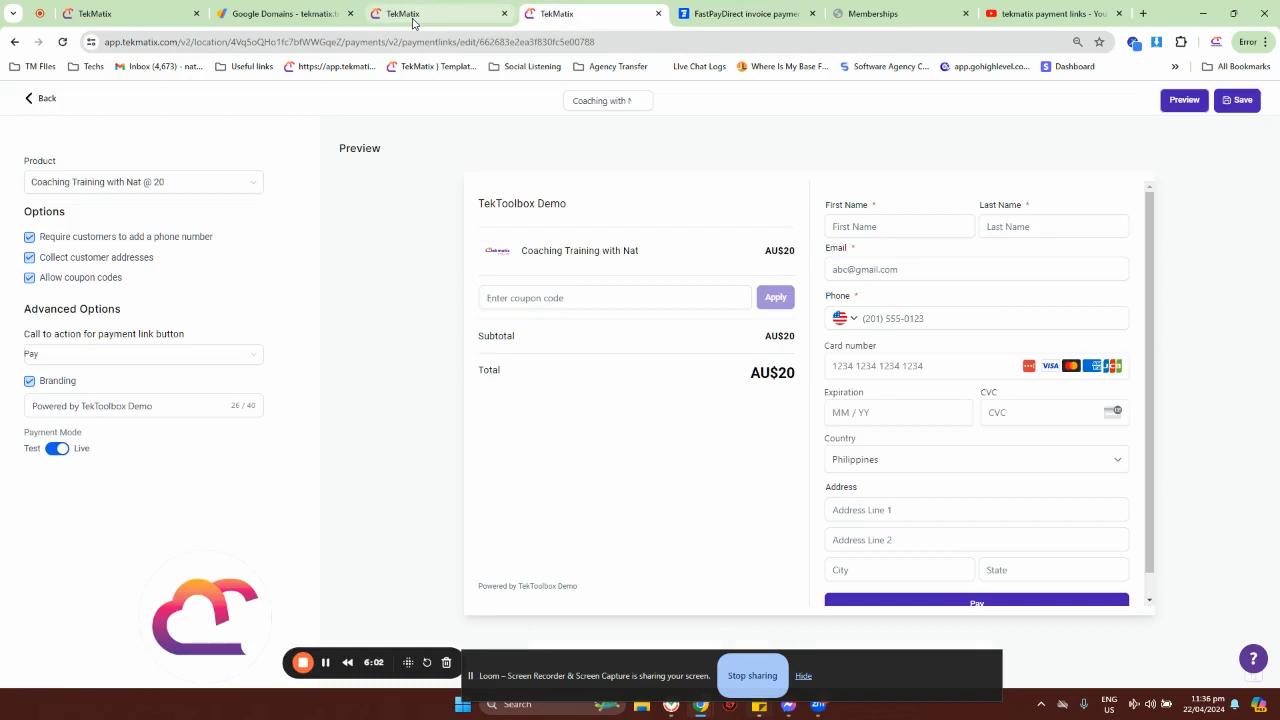 TekMatix
Google Domains - tekmatix.t
TekMatix
TekMatix
FastPayDirect invoice payme
Memberships
tekmatix payment links - You
app.tekmatix.com/v2/location/4Vq5oQHo1fc7bfWWGqeZ/payments/v2/paymentlinks/edit/662683e2ea3f830fc5e00788
Error
TM FIles
Techs
Inbox (4,673) - nat...
Useful links
https://app.tekmati...
TekMatix ) | Templat...
Social Listening
Agency Transfer
Live Chat Logs
Where Is My Base F...
Software Agency C...
app.gohighlevel.co...
Dashboard
All Bookmarks
Back
Coaching with N
Preview
Save
Product
Coaching Training with Nat @ 20
Options
Require customers to add a phone number
Collect customer addresses
Allow coupon codes
Advanced Options
Call to action for payment link button
Pay
Branding
Powered by TekToolbox Demo
26 / 40
Payment Mode
Test
Live
Preview
TekToolbox Demo
Coaching Training with Nat
AU$20
Enter coupon code
Apply
Subtotal
AU$20
Total
AU$20
Powered by TekToolbox Demo
First Name *
Last Name *
First Name
Last Name
Email *
abc@gmail.com
Phone *
(201) 555-0123
Card number
1234 1234 1234 1234
VISA
Expiration
CVC
MM / YY
CVC
Country
Philippines
Address
Address Line 1
Address Line 2
City
State
Pay
6:02
Loom – Screen Recorder & Screen Capture is sharing your screen.
Stop sharing
Hide
?
Search
ENG
US
11:36 pm
22/04/2024